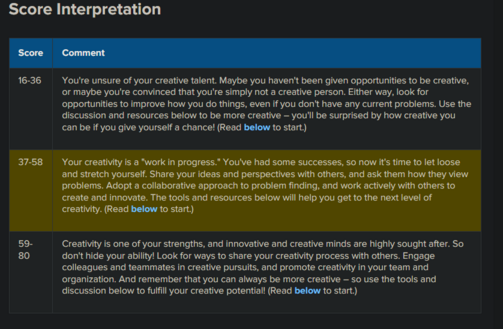 Score Interpretation
Score Comment
16-36 You're unsure of your creative talent. Maybe you haven't been given opportunities to be creative,
or maybe you're convinced that you're simply not a creative person. Either way, look for
opportunities to improve how you do things, even if you don't have any current problems. Use the
discussion and resources below to be more creative – you'll be surprised by how creative you
can be if you give yourself a chance! (Read below to start.)
37-58 Your creativity is a "work in progress." You've had some successes, so now it's time to let loose
and stretch yourself. Share your ideas and perspectives with others, and ask them how they view
problems. Adopt a collaborative approach to problem finding, and work actively with others to
create and innovate. The tools and resources below will help you get to the next level of
creativity. (Read below to start.)
59- Creativity is one of your strengths, and innovative and creative minds are highly sought after. So
80 don't hide your ability! Look for ways to share your creativity process with others. Engage
colleagues and teammates in creative pursuits, and promote creativity in your team and
organization. And remember that you can always be more creative – so use the tools and
discussion below to fulfill your creative potential! (Read below to start.)